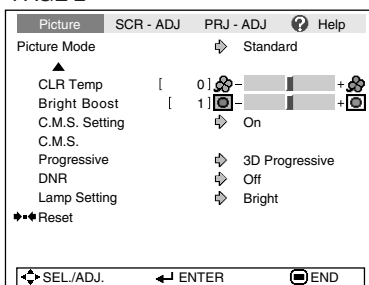 Picture SCR - ADJ PRJ - ADJ ? Help
Picture Mode Standard
CLR Temp [ 0 ] - +
Bright Boost [ 1 ] - +
C.M.S. Setting On
C.M.S.
Progressive 3D Progressive
DNR Off
Lamp Setting Bright
Reset
SEL./ADJ. ENTER END